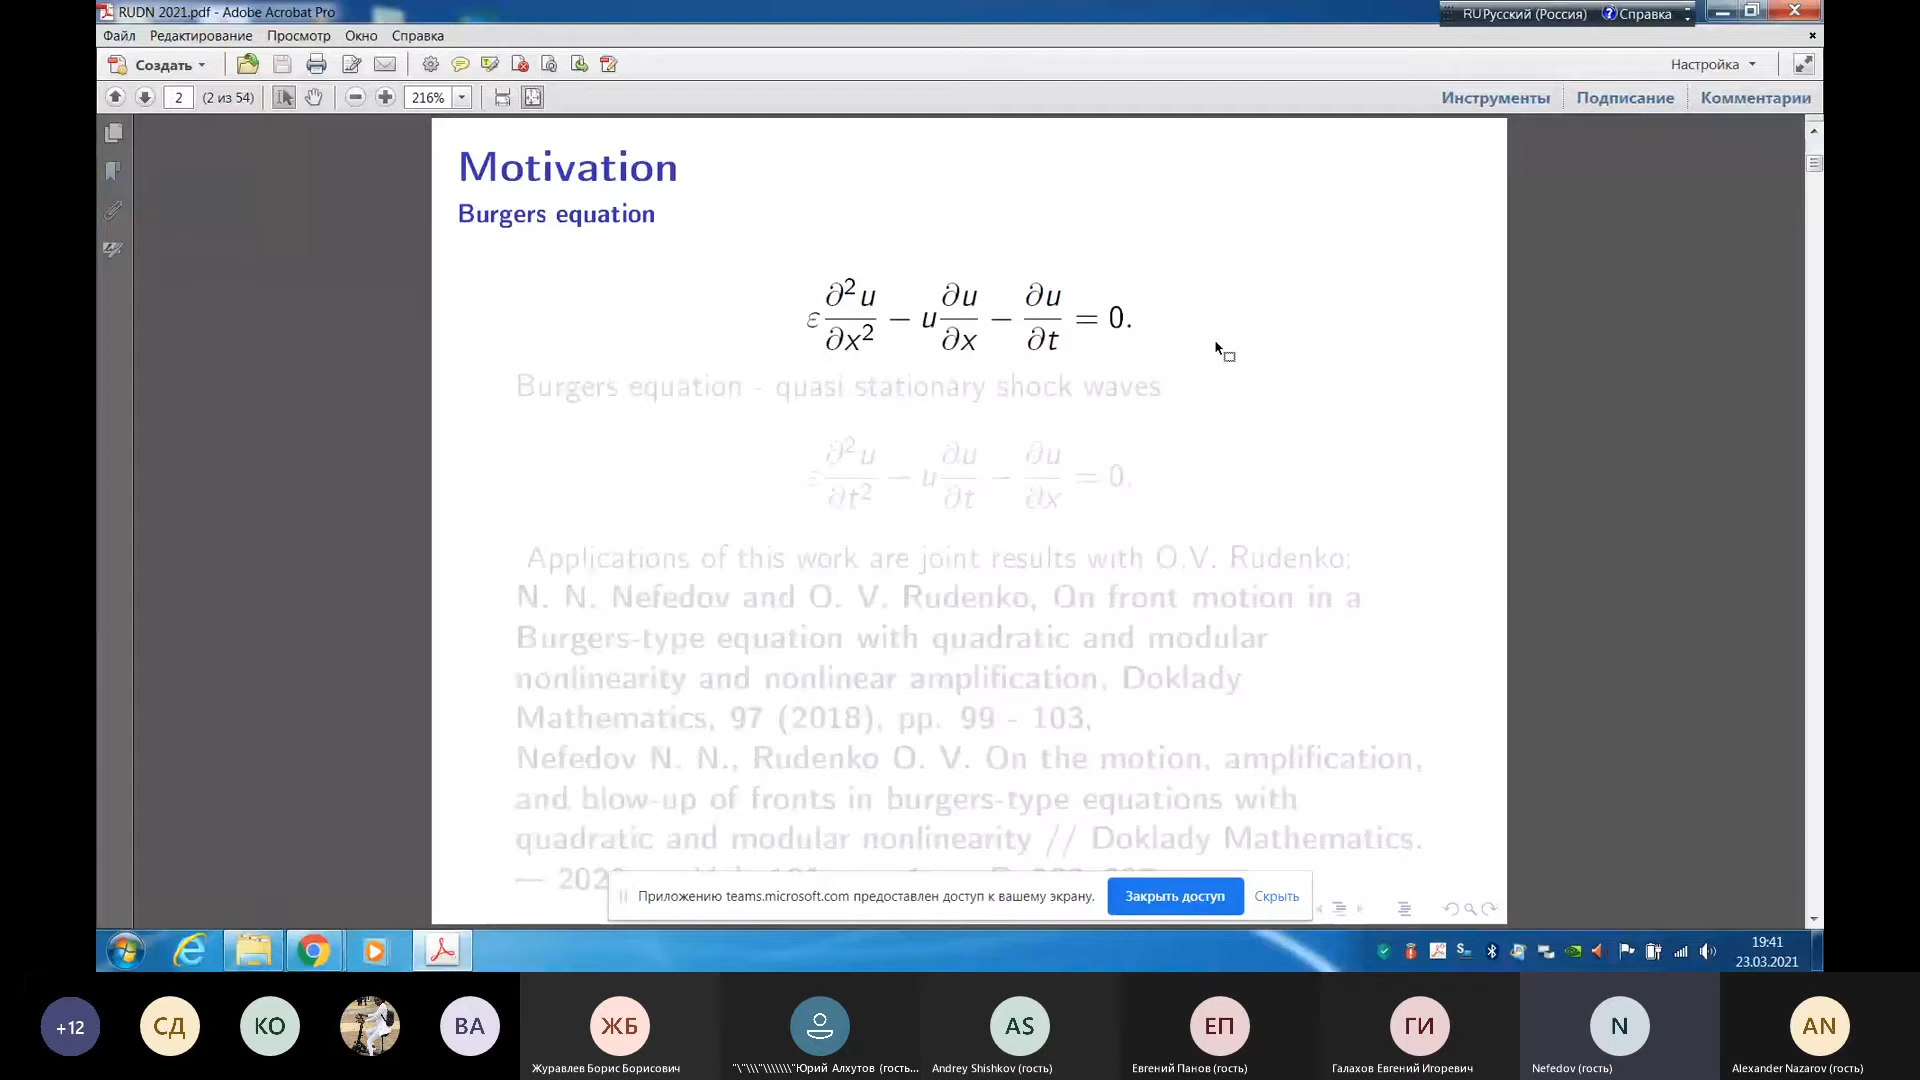 RUDN 2021.pdf - Adobe Acrobat Pro
RU Русский (Россия) Справка
Файл Редактирование Просмотр Окно Справка
Создать Настройка
2 (2 из 54) 216% Инструменты Подписание Комментарии
Motivation
Burgers equation
ε ∂²u/∂x² − u ∂u/∂x − ∂u/∂t = 0.
Burgers equation - quasi stationary shock waves
ε ∂²u/∂t² − u ∂u/∂t − ∂u/∂x = 0.
Applications of this work are joint results with O.V. Rudenko:
N. N. Nefedov and O. V. Rudenko, On front motion in a
Burgers-type equation with quadratic and modular
nonlinearity and nonlinear amplification, Doklady
Mathematics, 97 (2018), pp. 99 - 103,
Nefedov N. N., Rudenko O. V. On the motion, amplification,
and blow-up of fronts in burgers-type equations with
quadratic and modular nonlinearity // Doklady Mathematics.
Приложению teams.microsoft.com предоставлен доступ к вашему экрану. Закрыть доступ Скрыть
19:41
23.03.2021
+12 СД КО ВА ЖБ AS ЕП ГИ N AN
Журавлев Борис Борисович "\"\\\"\\\\\\\"Юрий Алхутов (гость... Andrey Shishkov (гость) Евгений Панов (гость) Галахов Евгений Игоревич Nefedov (гость) Alexander Nazarov (гость)